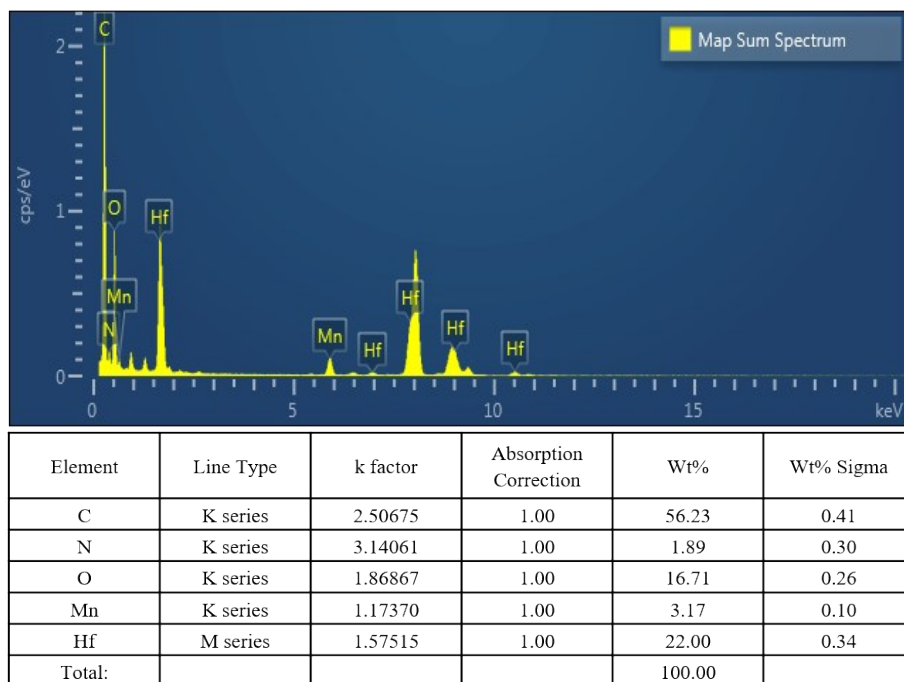 C
2
Map Sum Spectrum
O
Hf
1
cps/eV
Mn
N
Hf
Mn
Hf
Hf
Hf
0
0 5 10 15 keV
Element Line Type k factor Absorption Correction Wt% Wt% Sigma
C K series 2.50675 1.00 56.23 0.41
N K series 3.14061 1.00 1.89 0.30
O K series 1.86867 1.00 16.71 0.26
Mn K series 1.17370 1.00 3.17 0.10
Hf M series 1.57515 1.00 22.00 0.34
Total: 100.00